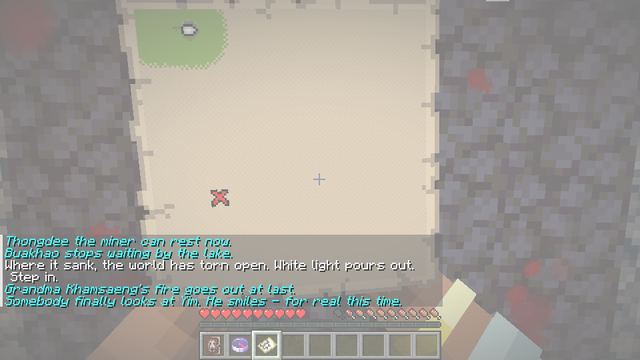 Thongdee the miner can rest now.
Buakhao stops waiting by the lake.
Where it sank, the world has torn open. White light pours out.
Step in.
Grandma Khamsaeng's fire goes out at last.
Somebody finally looks at Tim. He smiles - for real this time.